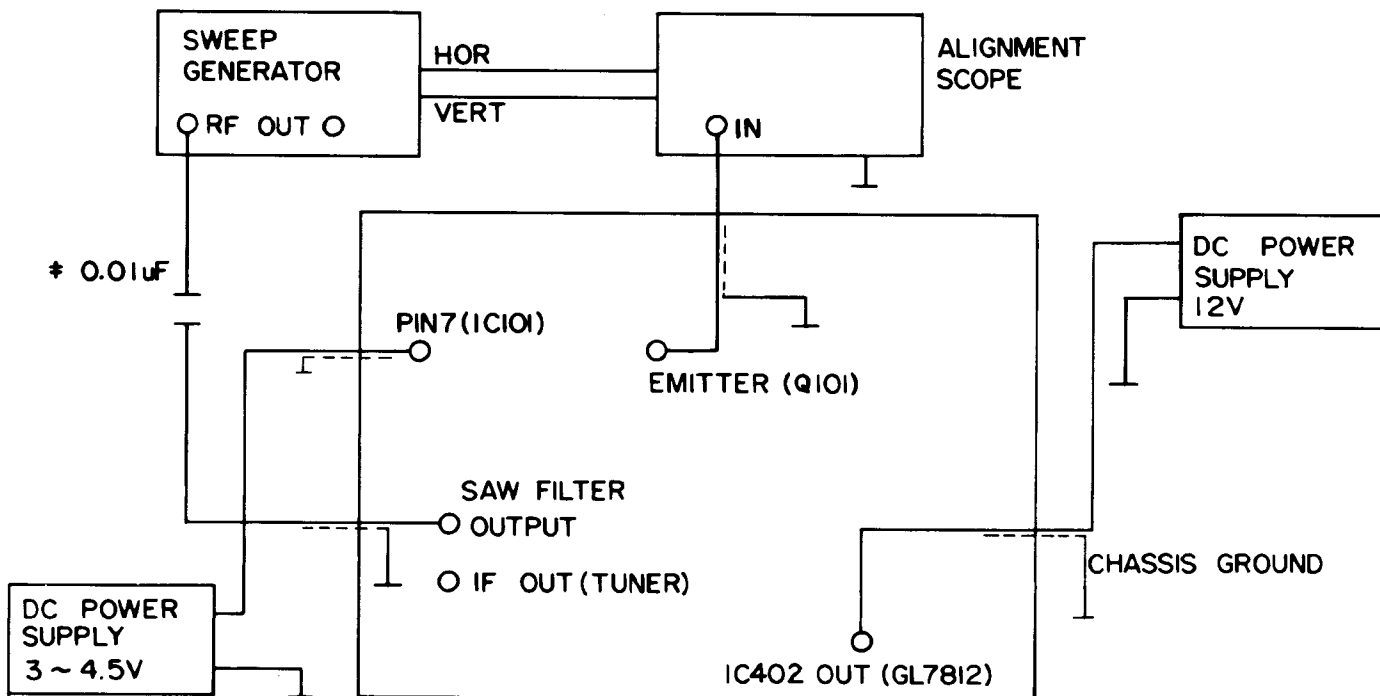 SWEEP
GENERATOR
RF OUT
HOR
VERT
ALIGNMENT
SCOPE
IN
* 0.01uF
DC POWER
SUPPLY
12V
PIN7(IC101)
EMITTER (Q101)
SAW FILTER
OUTPUT
IF OUT (TUNER)
CHASSIS GROUND
DC POWER
SUPPLY
3 ~ 4.5V
IC402 OUT (GL7812)